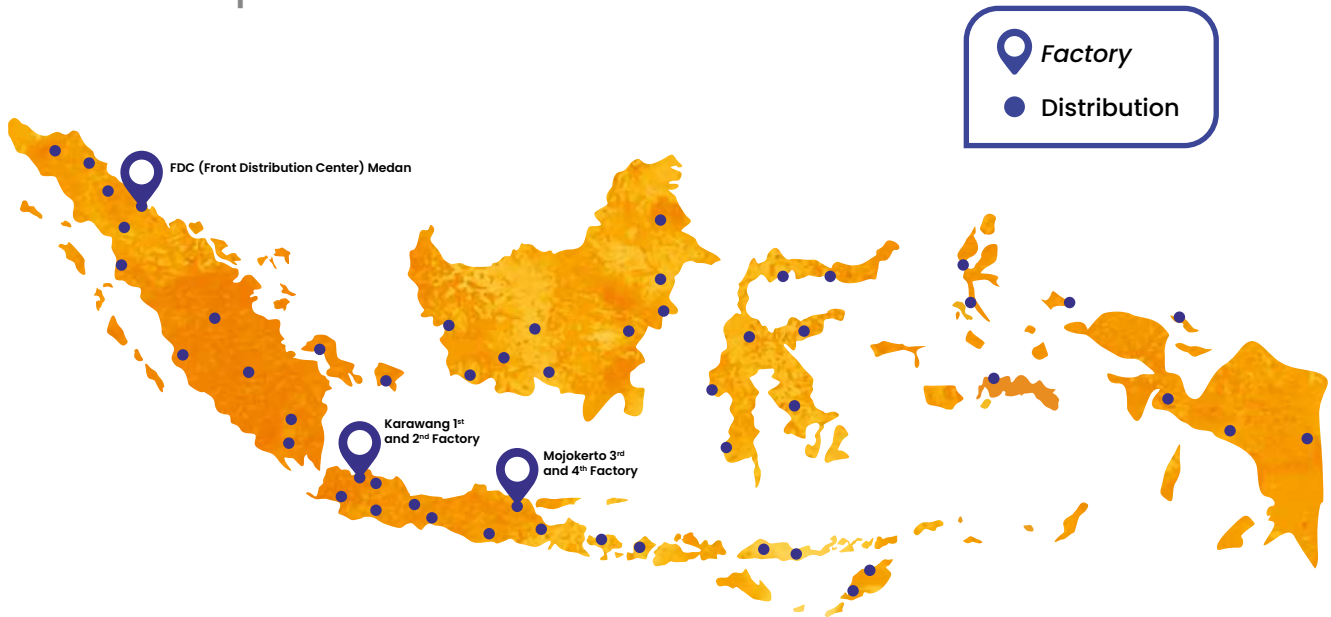 Factory
Distribution
FDC (Front Distribution Center) Medan
Karawang 1st
and 2nd Factory
Mojokerto 3rd
and 4th Factory